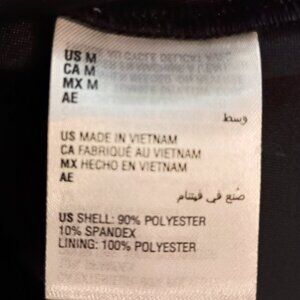 US M
CA M
MX M
AE
وسط
US MADE IN VIETNAM
CA FABRIQUÉ AU VIETNAM
MX HECHO EN VIETNAM
AE
صُنع في فيتنام
US SHELL: 90% POLYESTER
10% SPANDEX
LINING: 100% POLYESTER